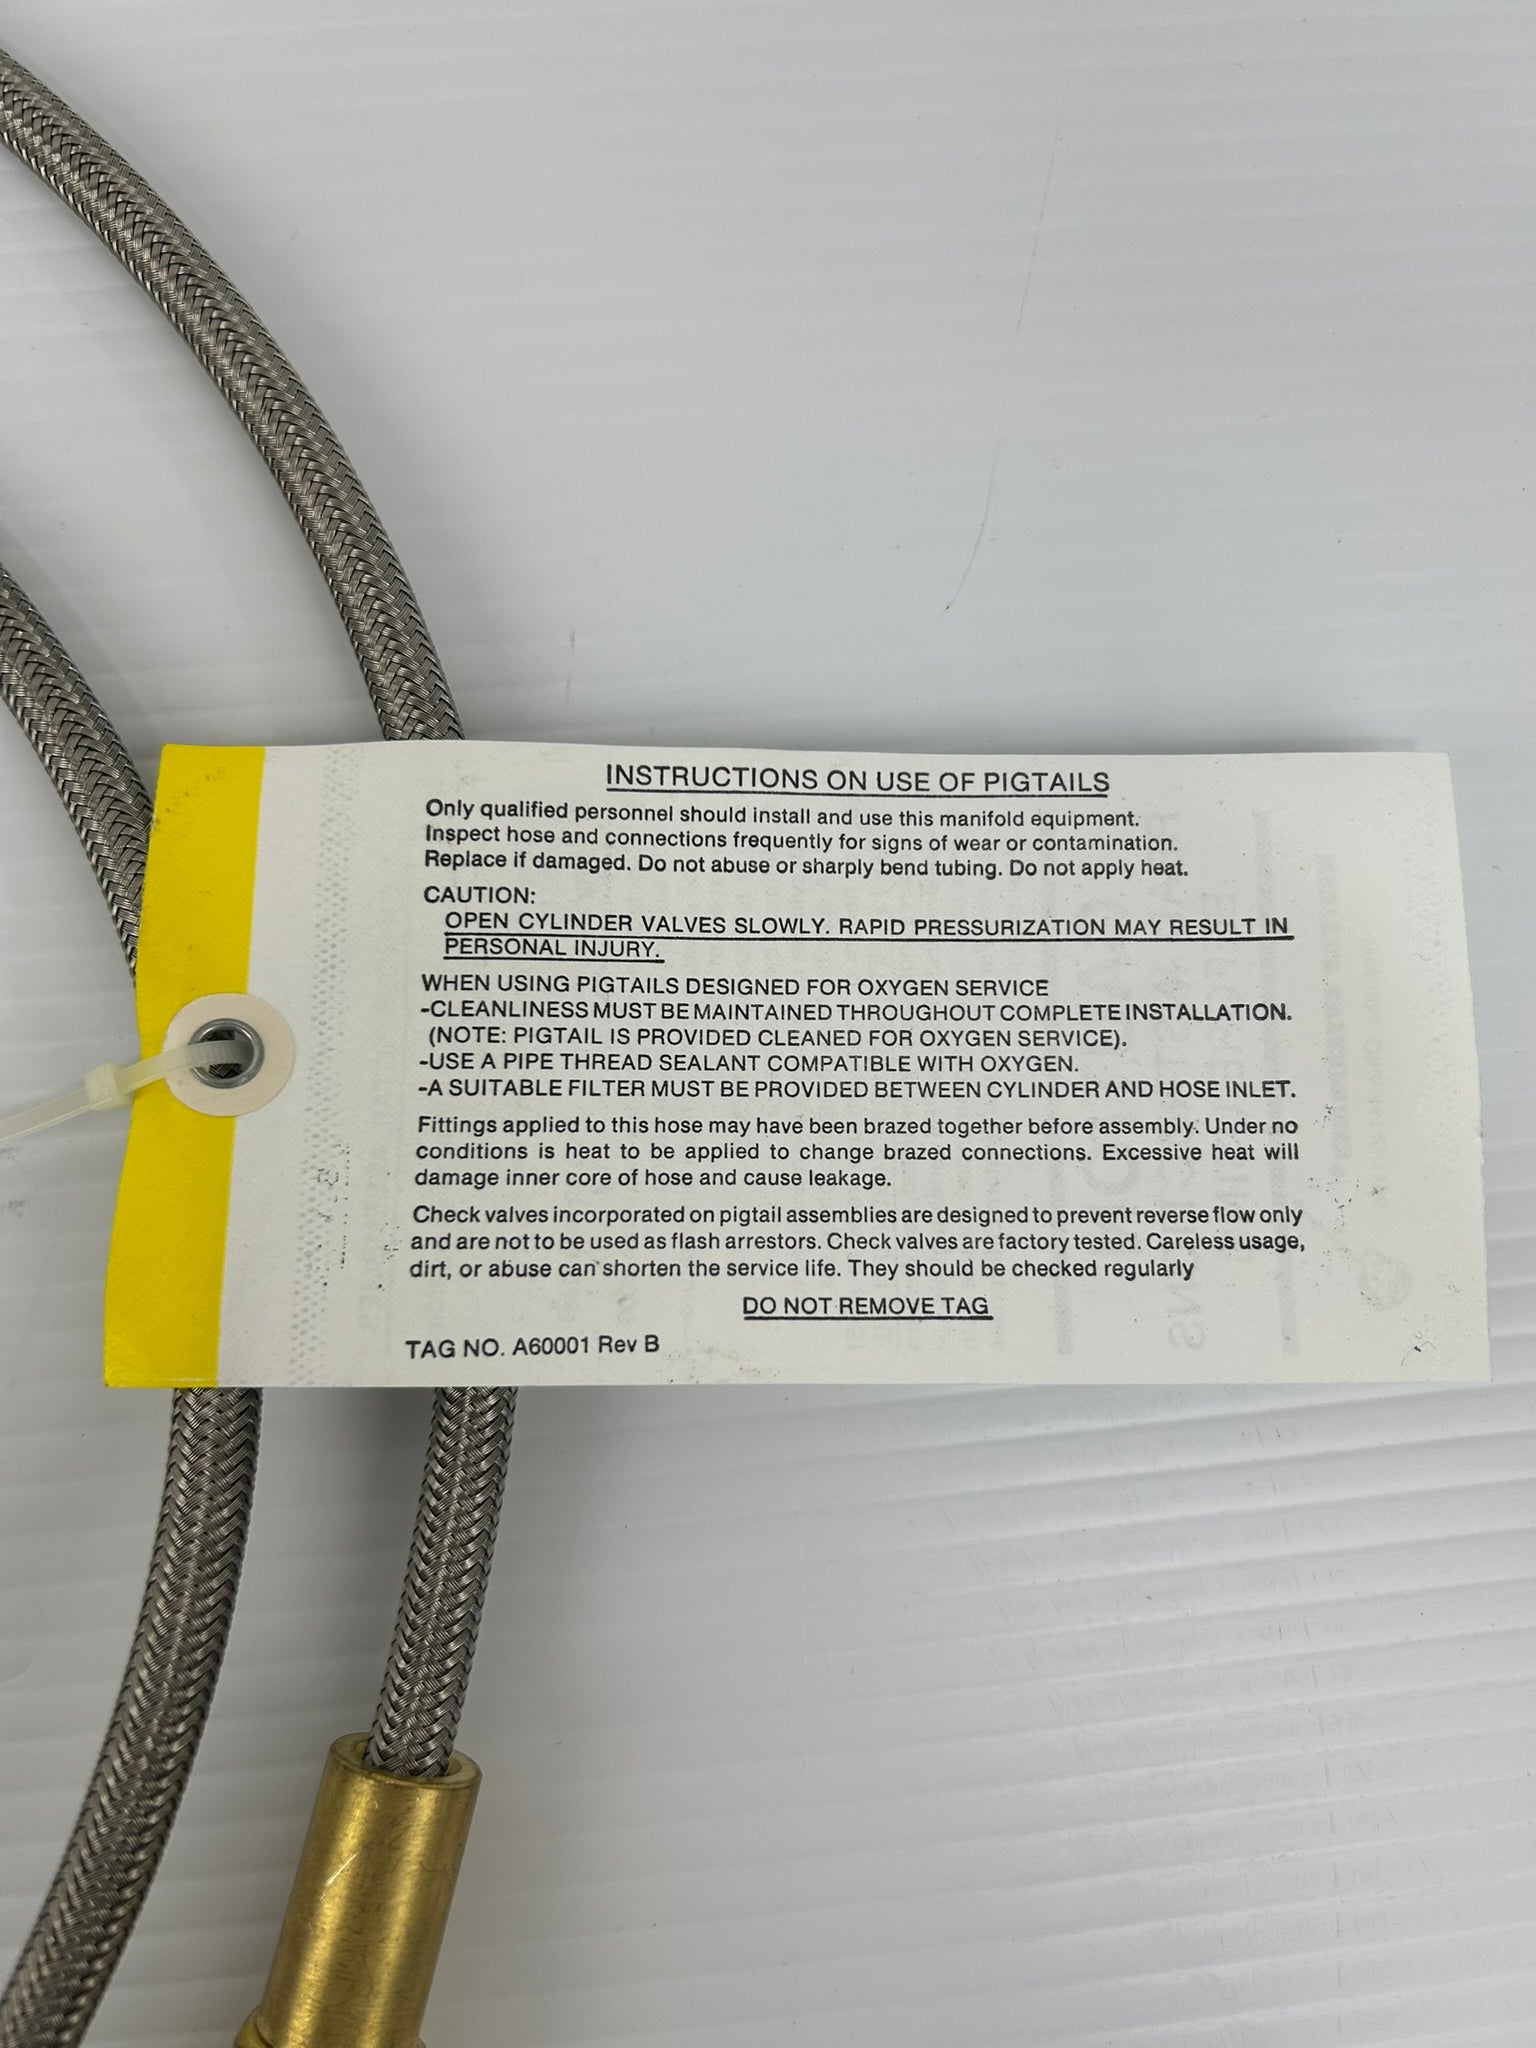 INSTRUCTIONS ON USE OF PIGTAILS
Only qualified personnel should install and use this manifold equipment.
Inspect hose and connections frequently for signs of wear or contamination.
Replace if damaged. Do not abuse or sharply bend tubing. Do not apply heat.
CAUTION:
OPEN CYLINDER VALVES SLOWLY. RAPID PRESSURIZATION MAY RESULT IN
PERSONAL INJURY.
WHEN USING PIGTAILS DESIGNED FOR OXYGEN SERVICE
-CLEANLINESS MUST BE MAINTAINED THROUGHOUT COMPLETE INSTALLATION.
(NOTE: PIGTAIL IS PROVIDED CLEANED FOR OXYGEN SERVICE).
-USE A PIPE THREAD SEALANT COMPATIBLE WITH OXYGEN.
-A SUITABLE FILTER MUST BE PROVIDED BETWEEN CYLINDER AND HOSE INLET.
Fittings applied to this hose may have been brazed together before assembly. Under no
conditions is heat to be applied to change brazed connections. Excessive heat will
damage inner core of hose and cause leakage.
Check valves incorporated on pigtail assemblies are designed to prevent reverse flow only
and are not to be used as flash arrestors. Check valves are factory tested. Careless usage,
dirt, or abuse can shorten the service life. They should be checked regularly
DO NOT REMOVE TAG
TAG NO. A60001 Rev B